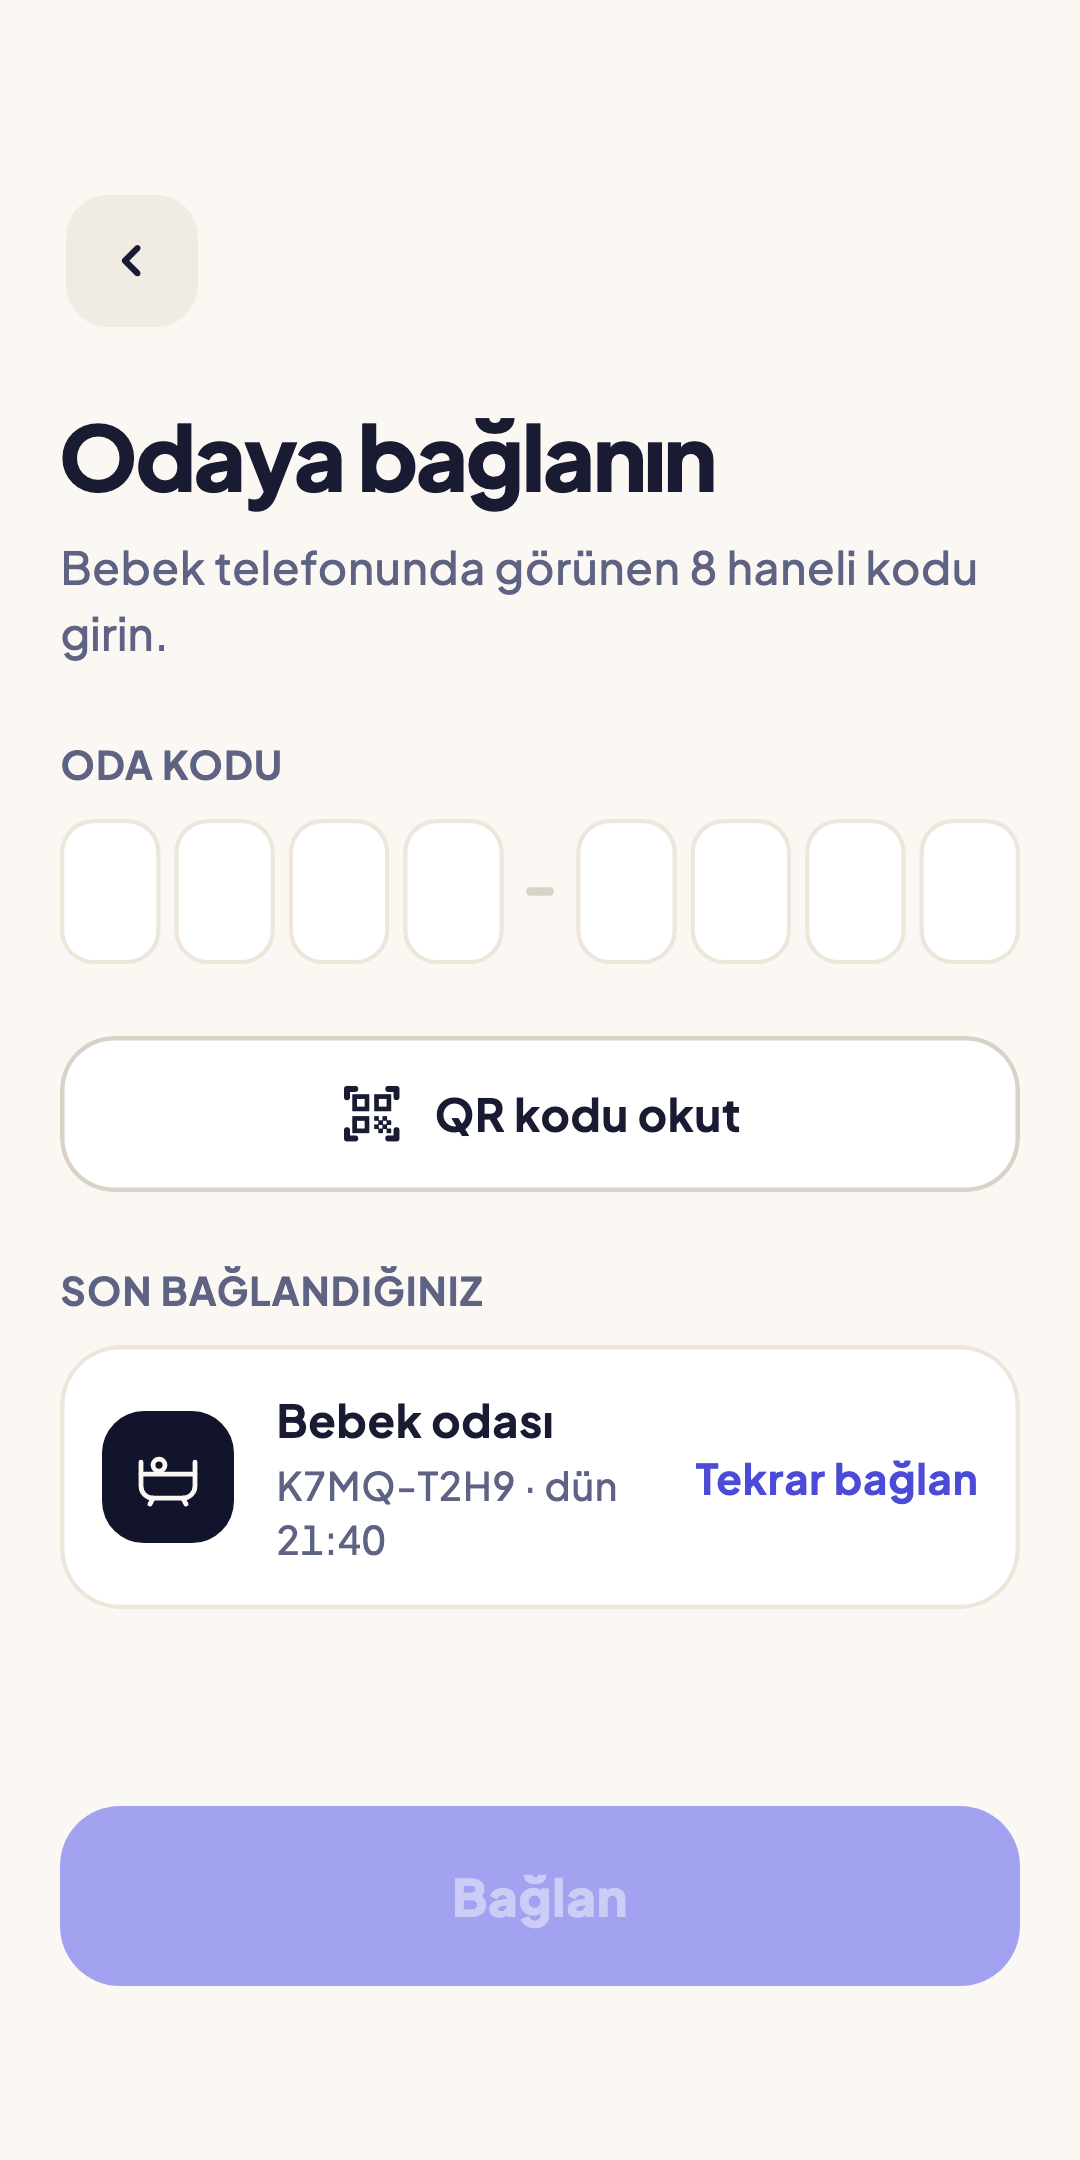 Odaya bağlanın
Bebek telefonunda görünen 8 haneli kodu
girin.
ODA KODU
QR kodu okut
SON BAĞLANDIĞINIZ
Bebek odası
K7MQ-T2H9 · dün
21:40
Tekrar bağlan
Bağlan